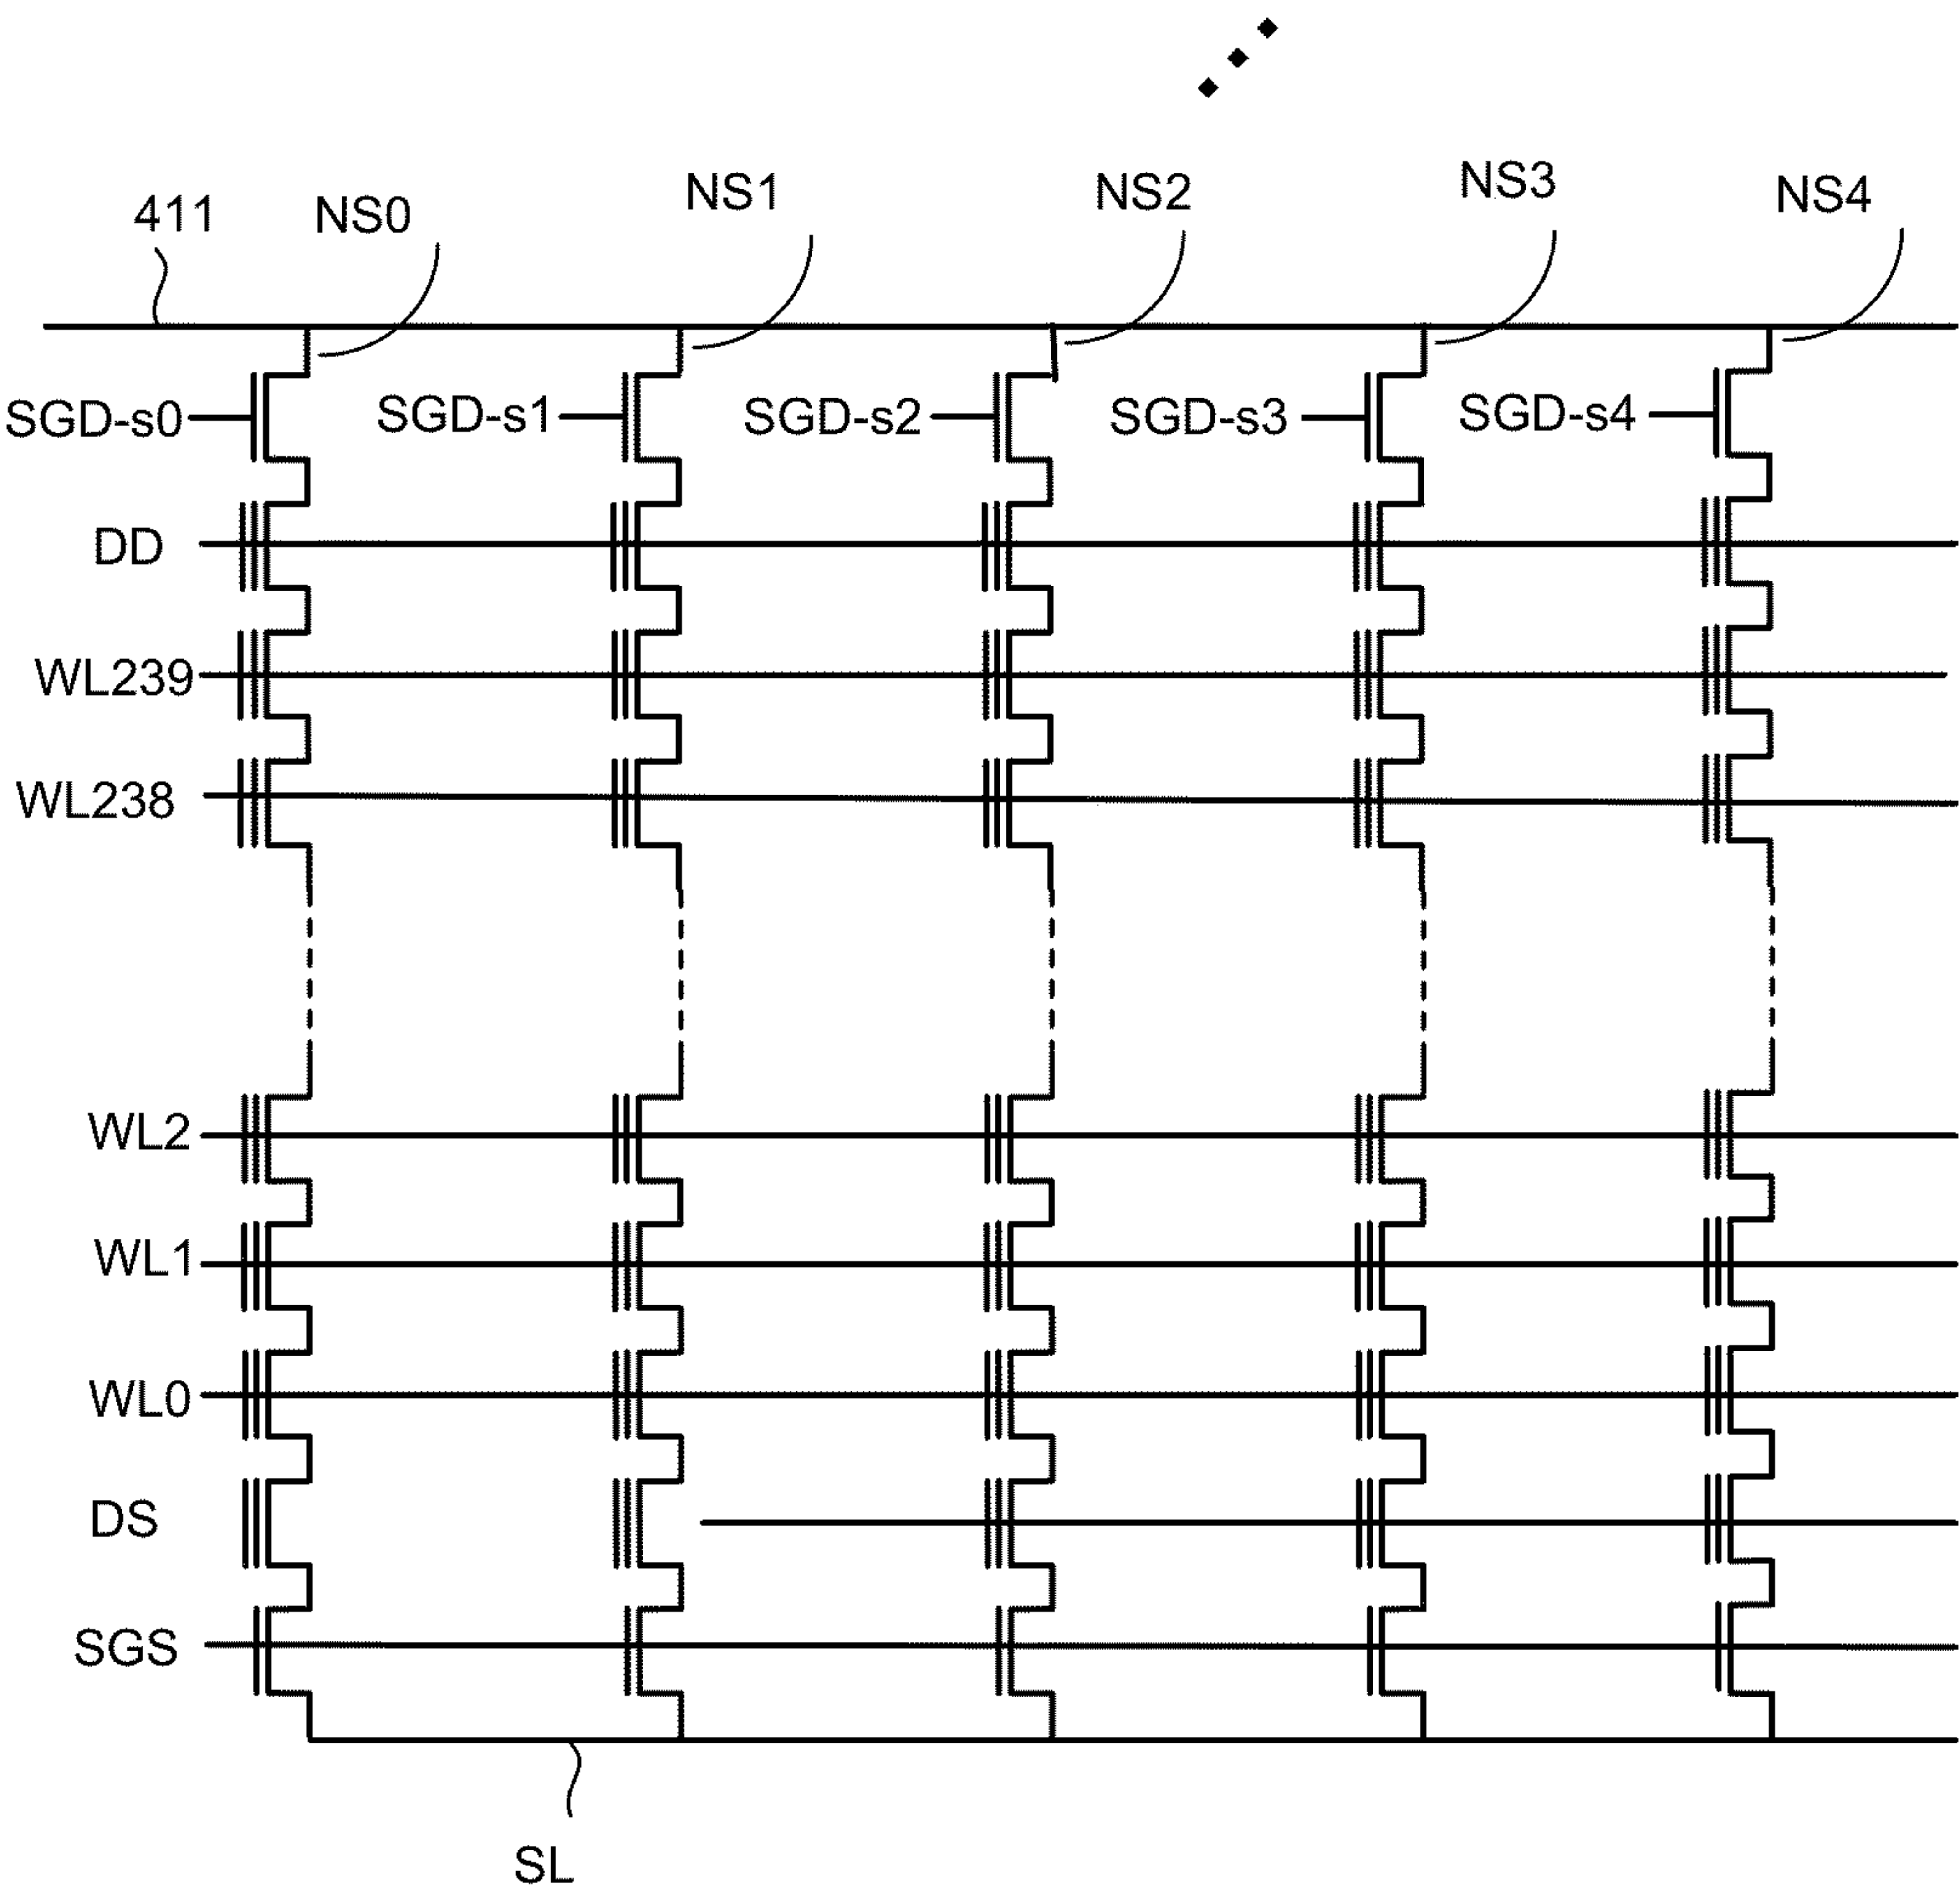 411
NS0
NS1
NS2
NS3
NS4
SGD-s0
SGD-s1
SGD-s2
SGD-s3
SGD-s4
DD
WL239
WL238
WL2
WL1
WL0
DS
SGS
SL